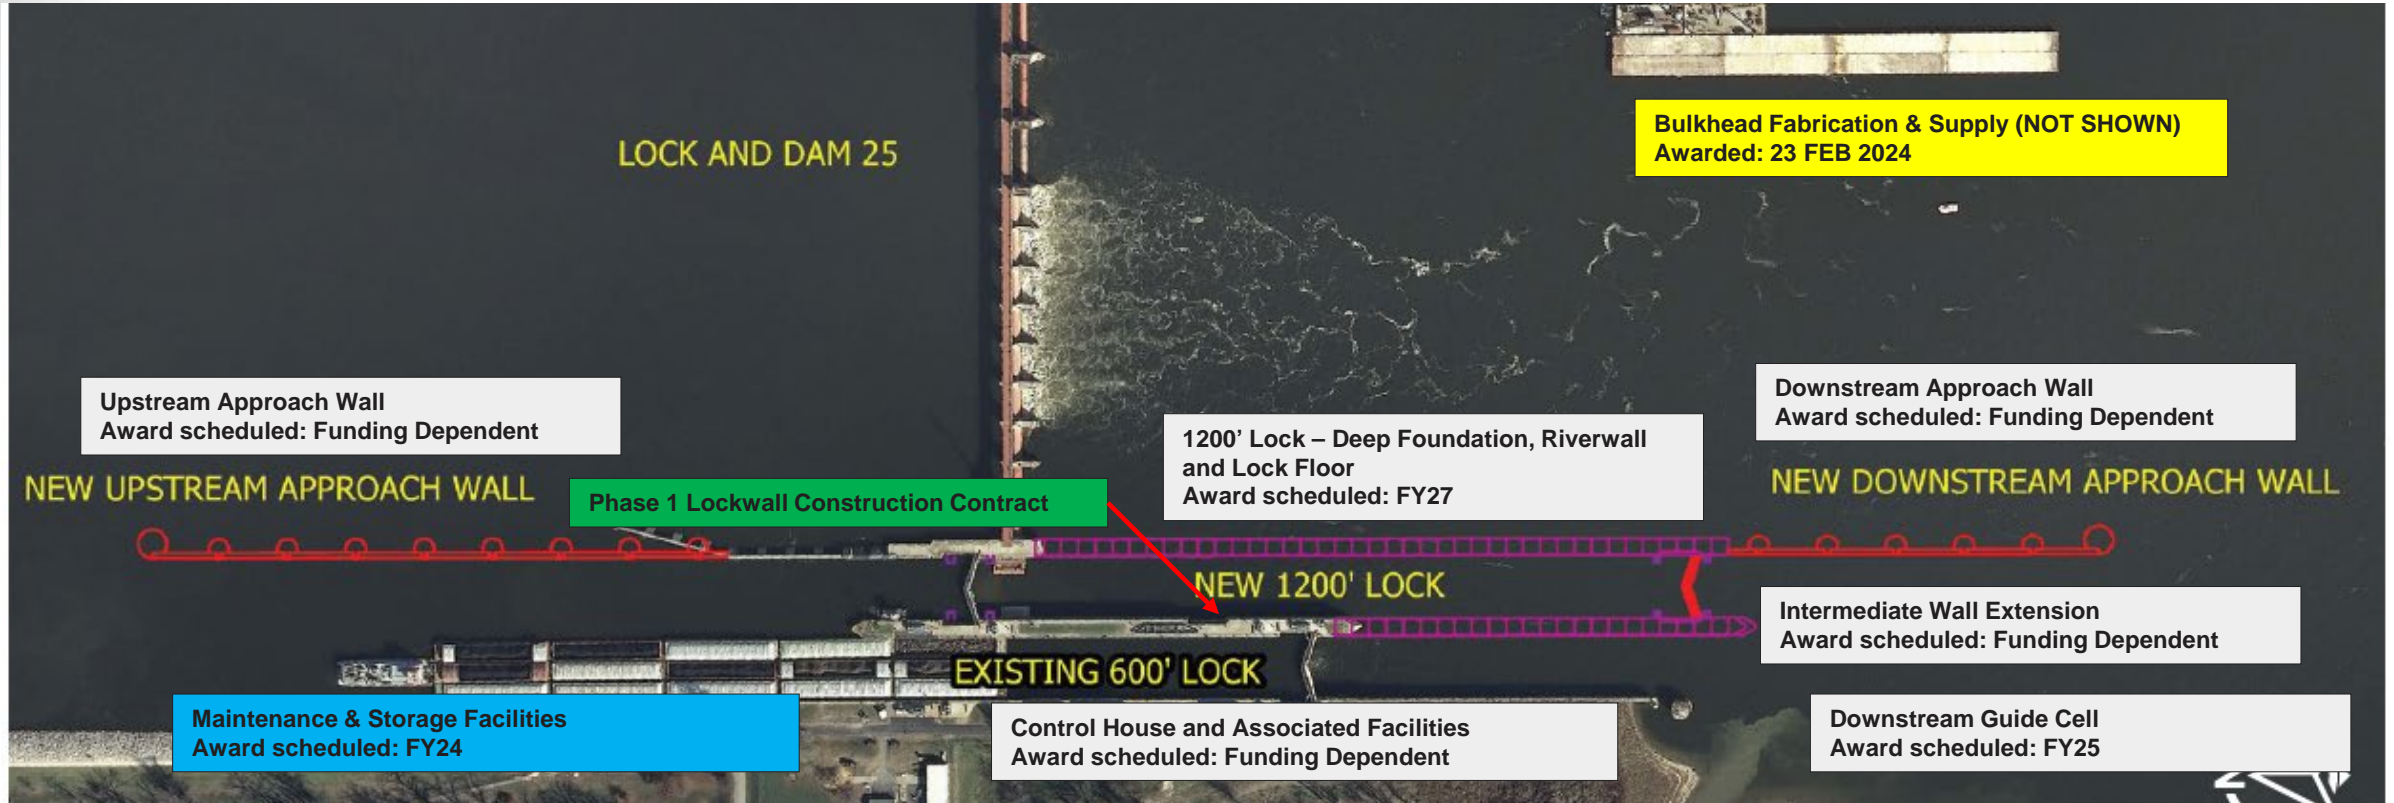 LOCK AND DAM 25
Bulkhead Fabrication & Supply (NOT SHOWN)
Awarded: 23 FEB 2024
Upstream Approach Wall
Award scheduled: Funding Dependent
Downstream Approach Wall
Award scheduled: Funding Dependent
1200’ Lock – Deep Foundation, Riverwall
and Lock Floor
Award scheduled: FY27
NEW UPSTREAM APPROACH WALL
Phase 1 Lockwall Construction Contract
NEW DOWNSTREAM APPROACH WALL
NEW 1200' LOCK
Intermediate Wall Extension
Award scheduled: Funding Dependent
EXISTING 600' LOCK
Maintenance & Storage Facilities
Award scheduled: FY24
Control House and Associated Facilities
Award scheduled: Funding Dependent
Downstream Guide Cell
Award scheduled: FY25